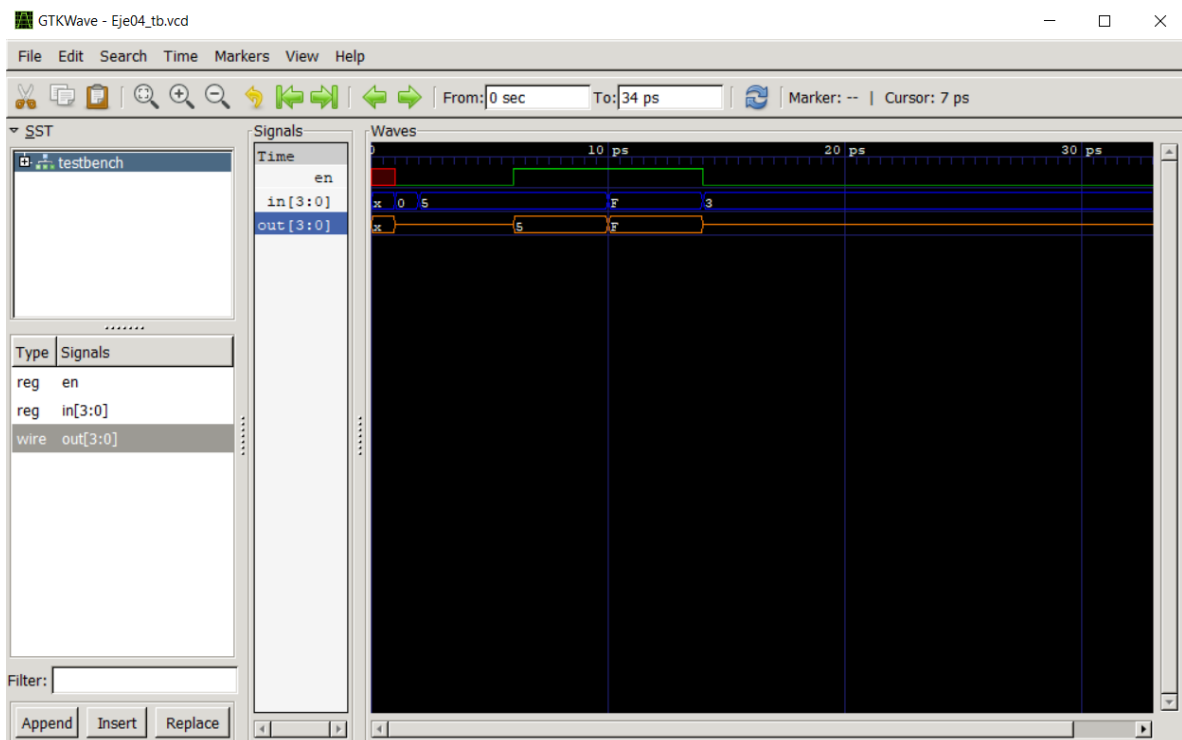 GTKWave - Eje04_tb.vcd
File Edit Search Time Markers View Help
From: 0 sec To: 34 ps Marker: -- | Cursor: 7 ps
SST
testbench
Type Signals
reg en
reg in[3:0]
wire out[3:0]
Filter:
Append Insert Replace
Signals
Time
en
in[3:0]
out[3:0]
Waves
0 10 ps 20 ps 30 ps
x 0 5 F 3
x 5 F